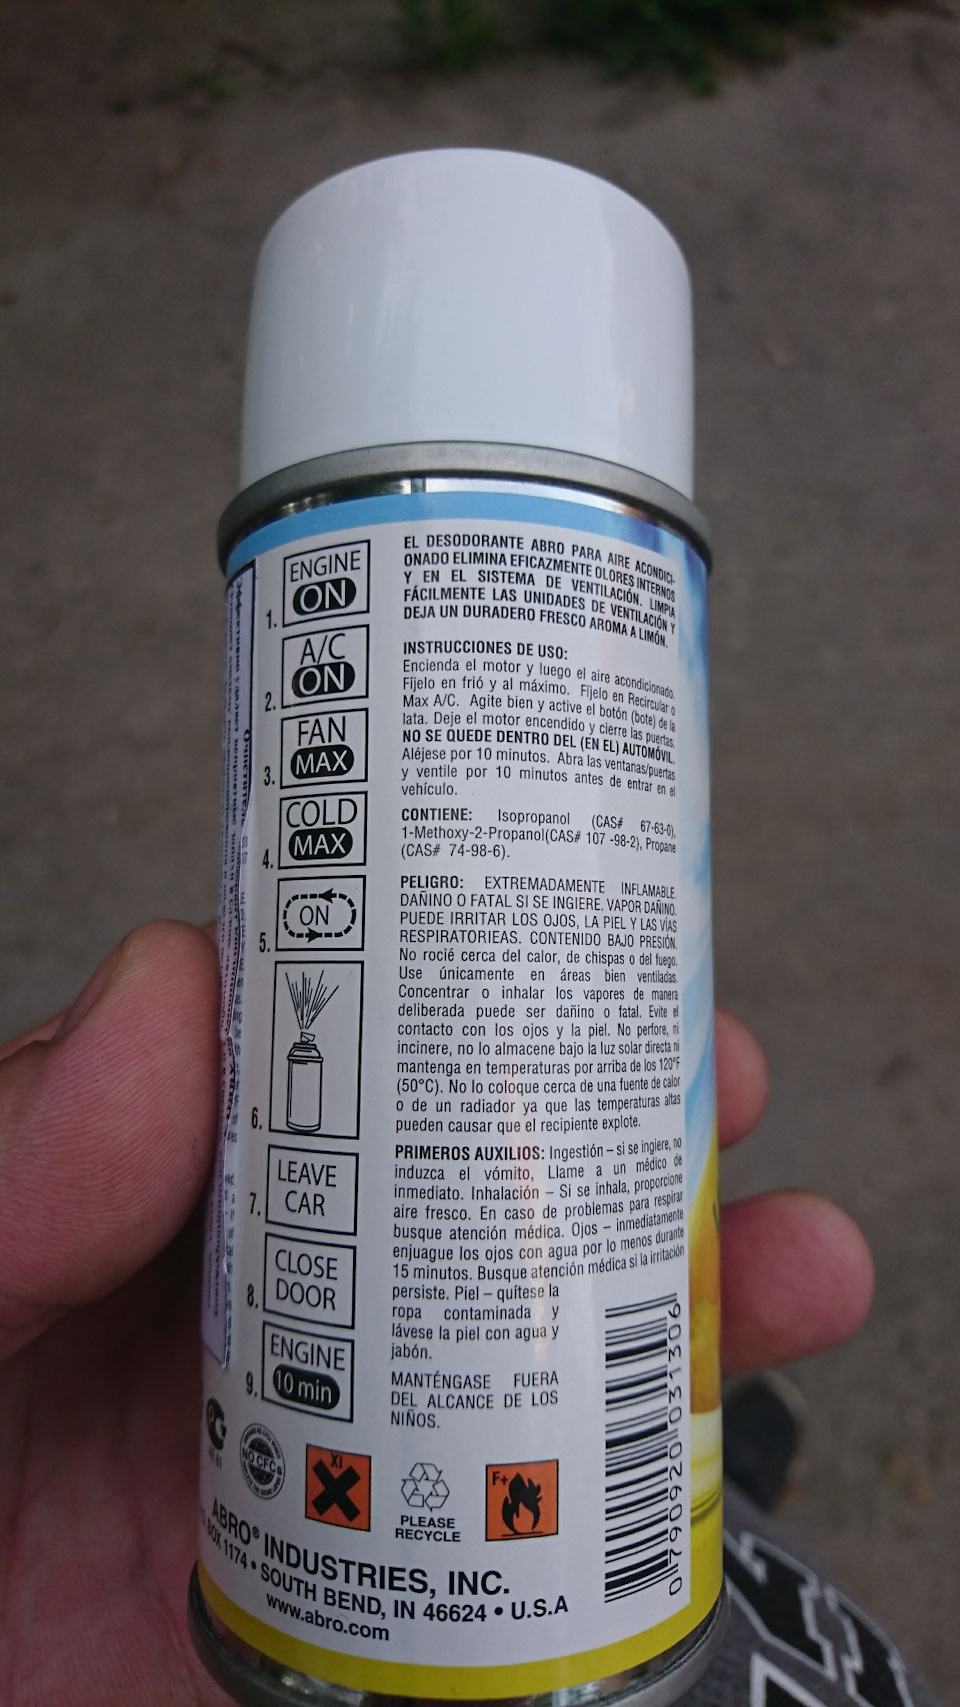 1. ENGINE
ON
2. A/C
ON
3. FAN
MAX
4. COLD
MAX
5. ON
6.
7. LEAVE
CAR
8. CLOSE
DOOR
9. ENGINE
10 min
EL DESODORANTE ABRO PARA AIRE ACONDICI-
ONADO ELIMINA EFICAZMENTE OLORES INTERNOS
Y EN EL SISTEMA DE VENTILACIÓN. LIMPIA
FÁCILMENTE LAS UNIDADES DE VENTILACIÓN Y
DEJA UN DURADERO FRESCO AROMA A LIMÓN.
INSTRUCCIONES DE USO:
Encienda el motor y luego el aire acondicionado.
Fíjelo en frió y al máximo. Fíjelo en Recircular o
Max A/C. Agite bien y active el botón (bote) de la
lata. Deje el motor encendido y cierre las puertas.
NO SE QUEDE DENTRO DEL (EN EL) AUTOMÓVIL.
Aléjese por 10 minutos. Abra las ventanas/puertas
y ventile por 10 minutos antes de entrar en el
vehículo.
CONTIENE: Isopropanol (CAS# 67-63-0),
1-Methoxy-2-Propanol(CAS# 107 -98-2), Propane
(CAS# 74-98-6).
PELIGRO: EXTREMADAMENTE INFLAMABLE.
DAÑINO O FATAL SI SE INGIERE. VAPOR DAÑINO.
PUEDE IRRITAR LOS OJOS, LA PIEL Y LAS VÍAS
RESPIRATORIEAS. CONTENIDO BAJO PRESIÓN.
No rocié cerca del calor, de chispas o del fuego.
Use únicamente en áreas bien ventiladas.
Concentrar o inhalar los vapores de manera
deliberada puede ser dañino o fatal. Evite el
contacto con los ojos y la piel. No perfore, ni
incinere, no lo almacene bajo la luz solar directa ni
mantenga en temperaturas por arriba de los 120°F
(50°C). No lo coloque cerca de una fuente de calor
o de un radiador ya que las temperaturas altas
pueden causar que el recipiente explote.
PRIMEROS AUXILIOS: Ingestión – si se ingiere, no
induzca el vómito, Llame a un médico de
inmediato. Inhalación – Si se inhala, proporcione
aire fresco. En caso de problemas para respirar
busque atención médica. Ojos – inmediatamente
enjuague los ojos con agua por lo menos durante
15 minutos. Busque atención médica si la irritación
persiste. Piel – quítese la
ropa contaminada y
lávese la piel con agua y
jabón.
MANTÉNGASE FUERA
DEL ALCANCE DE LOS
NIÑOS.
0 790920 031306
NO CFCs
Xi
PLEASE
RECYCLE
F+
ABRO® INDUSTRIES, INC.
BOX 1174 • SOUTH BEND, IN 46624 • U.S.A
www.abro.com